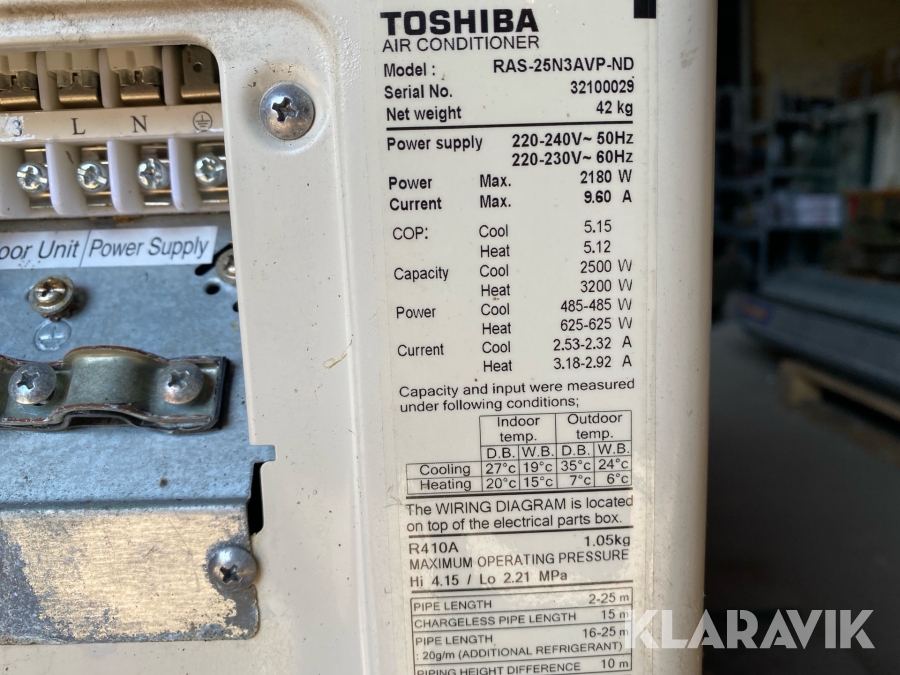 TOSHIBA
AIR CONDITIONER
Model : RAS-25N3AVP-ND
Serial No. 32100029
Net weight 42 kg
Power supply 220-240V~ 50Hz
220-230V~ 60Hz
Power Max. 2180 W
Current Max. 9.60 A
COP: Cool 5.15
Heat 5.12
Capacity Cool 2500 W
Heat 3200 W
Power Cool 485-485 W
Heat 625-625 W
Current Cool 2.53-2.32 A
Heat 3.18-2.92 A
Capacity and input were measured
under following conditions;
Indoor temp. Outdoor temp.
D.B. W.B. D.B. W.B.
Cooling 27°c 19°c 35°c 24°c
Heating 20°c 15°c 7°c 6°c
The WIRING DIAGRAM is located
on top of the electrical parts box.
R410A 1.05kg
MAXIMUM OPERATING PRESSURE
Hi 4.15 / Lo 2.21 MPa
PIPE LENGTH 2-25 m
CHARGELESS PIPE LENGTH 15 m
PIPE LENGTH 16-25 m
: 20g/m (ADDITIONAL REFRIGERANT)
PIPING HEIGHT DIFFERENCE 10 m
3 L N
oor Unit Power Supply
KLARAVIK